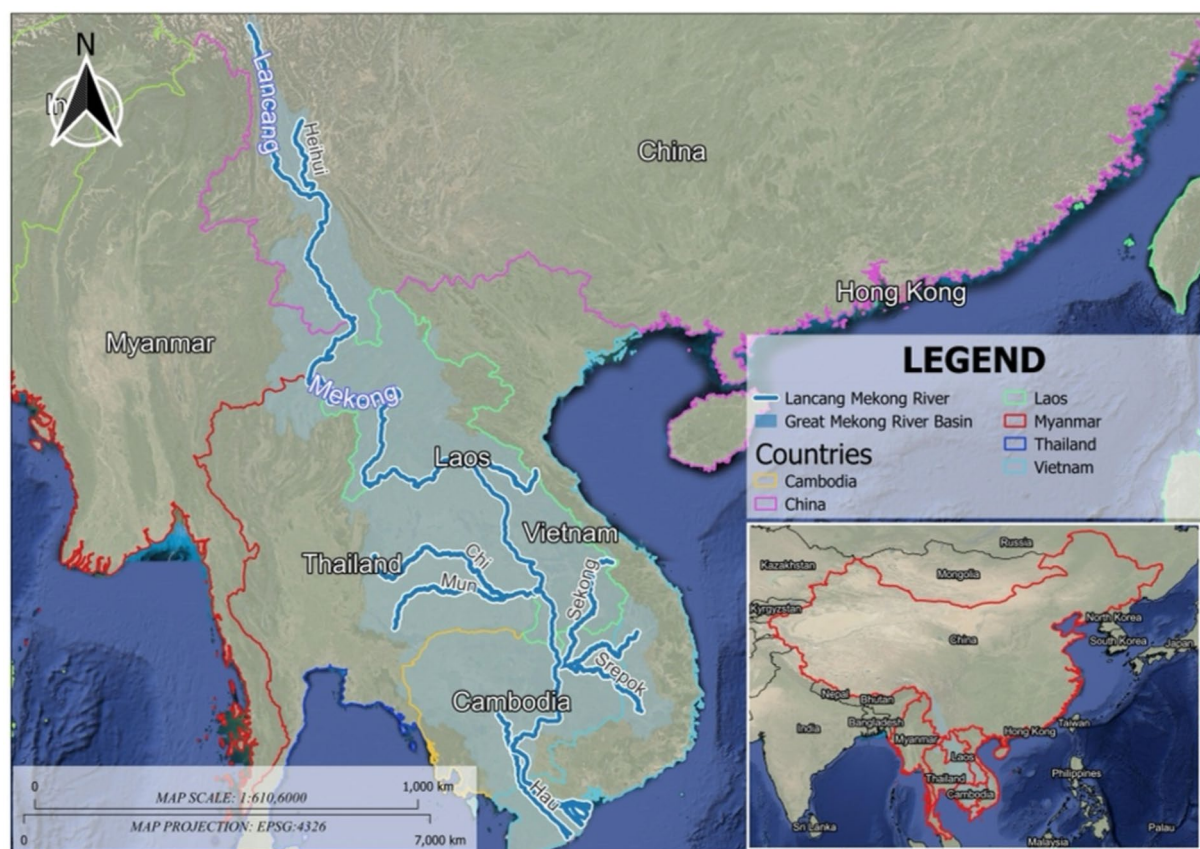 N
In
Lancang
Heihui
China
Hong Kong
Myanmar
Mekong
Laos
Vietnam
Thailand
Chi
Mun
Sekong
Srepok
Cambodia
Hau
LEGEND
Lancang Mekong River
Great Mekong River Basin
Countries
Cambodia
China
Laos
Myanmar
Thailand
Vietnam
0 1,000 km
MAP SCALE: 1:610,6000
MAP PROJECTION: EPSG:4326
0 7,000 km
Russia
Kazakhstan
Mongolia
Kyrgyzstan
North Korea
China
South Korea
Japan
Nepal
Bhutan
Bangladesh
India
Myanmar
Taiwan
Hong Kong
Laos
Thailand
Philippines
Cambodia
Sri Lanka
Malaysia
Palau